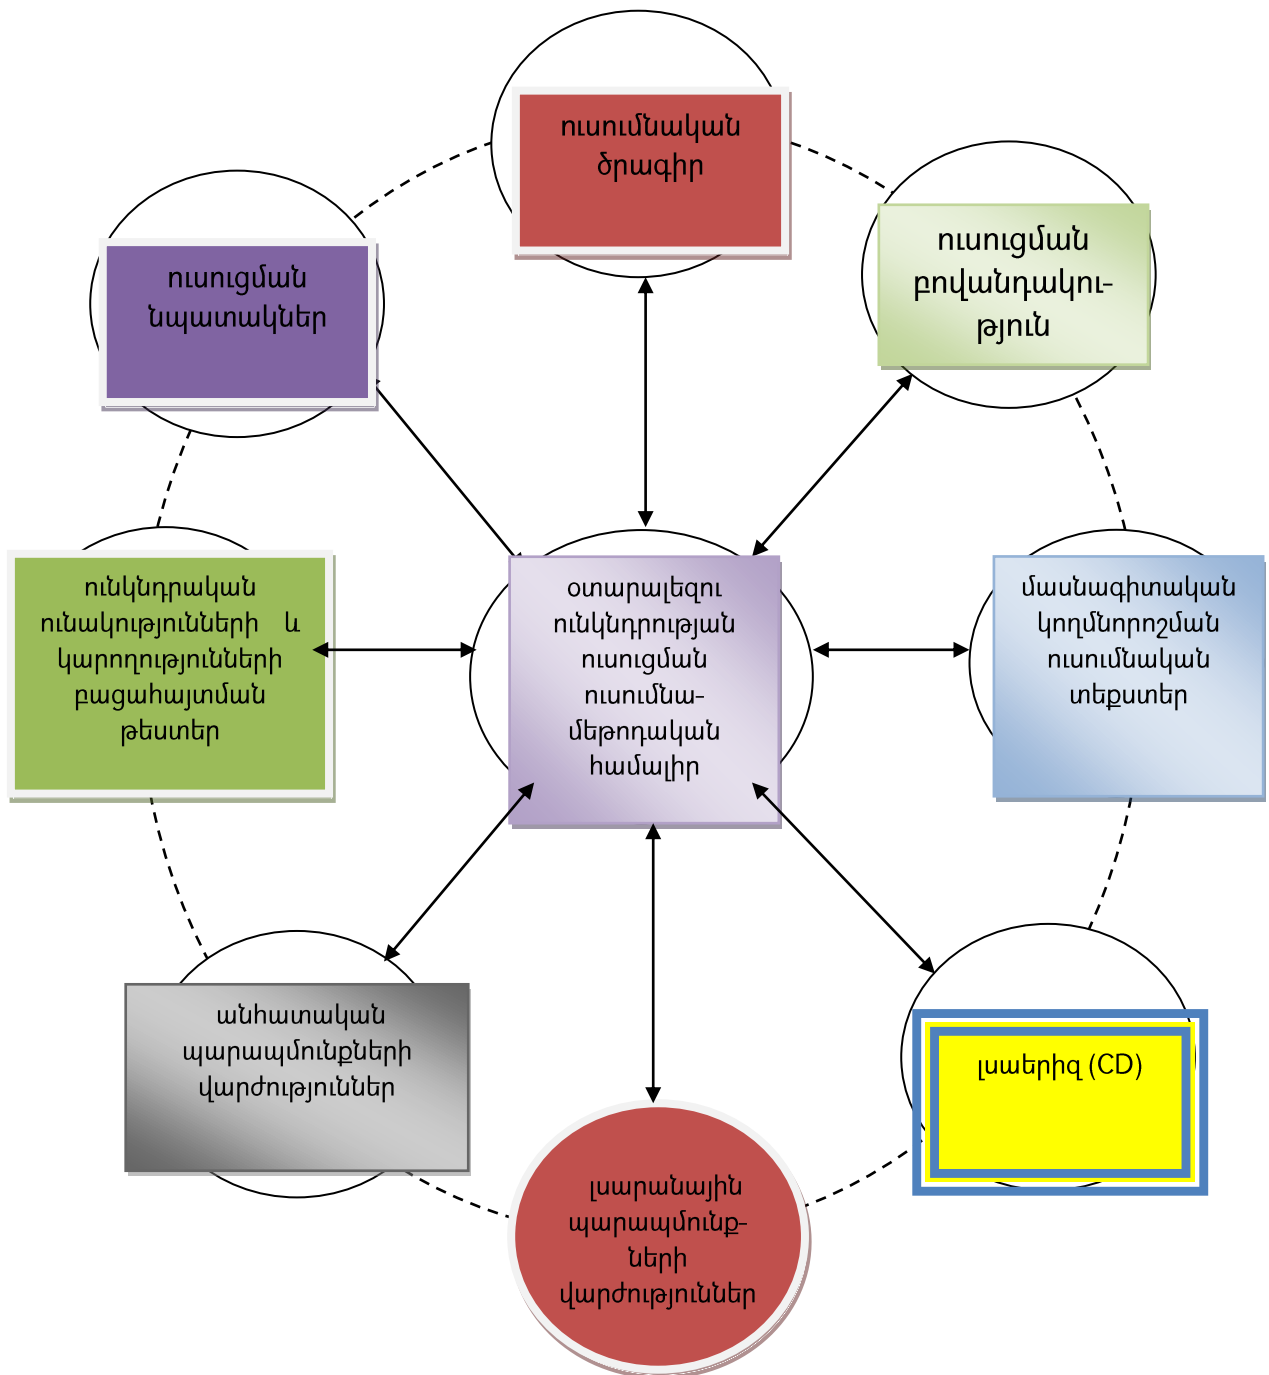 ուսումնական
ծրագիր
ուսուցման
նպատակներ
ուսուցման
բովանդակու-
թյուն
ունկնդրական
ունակությունների և
կարողությունների
բացահայտման
թեստեր
օտարալեզու
ունկնդրության
ուսուցման
ուսումնա-
մեթոդական
համալիր
մասնագիտական
կողմնորոշման
ուսումնական
տեքստեր
անհատական
պարապմունքների
վարժություններ
լսաերիզ (CD)
լսարանային
պարապմունք-
ների
վարժություններ